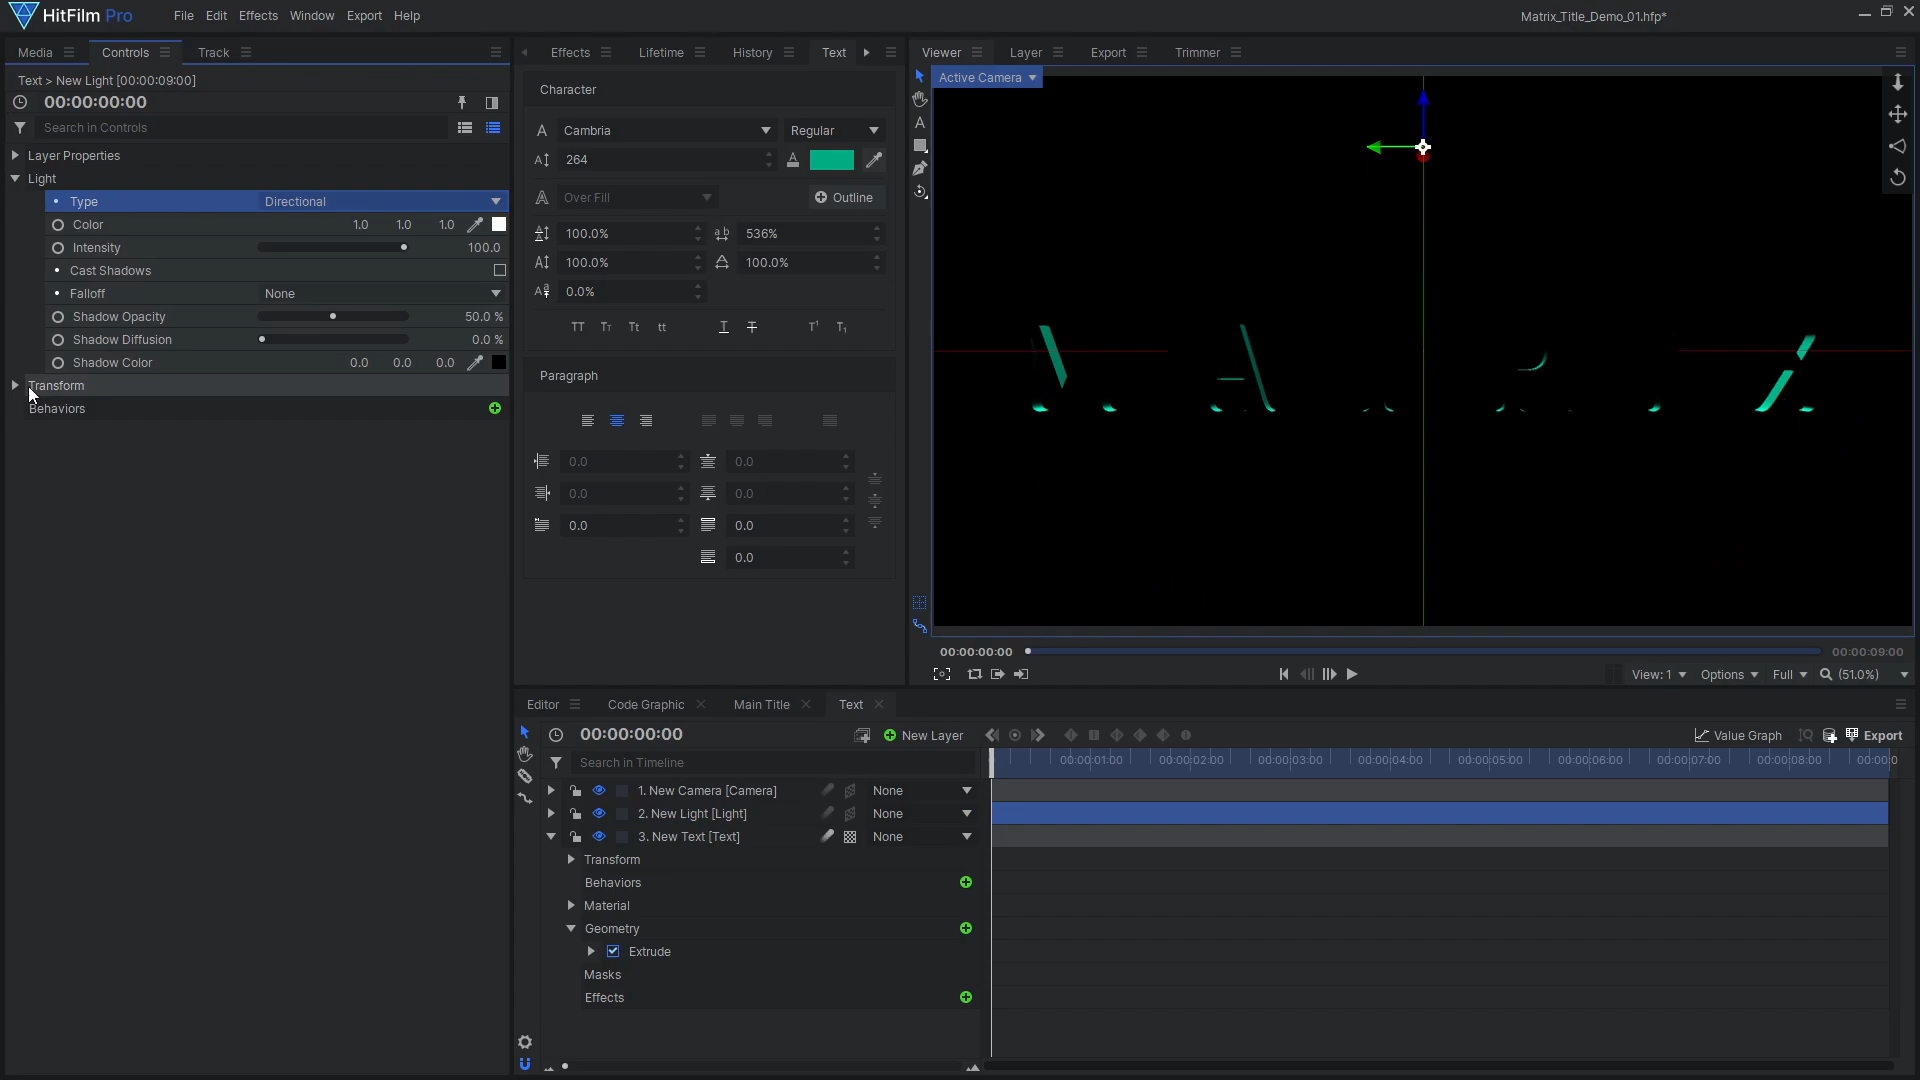 HitFilm Pro
File Edit Effects Window Export Help
Matrix_Title_Demo_01.hfp*
Media Controls Track
Effects Lifetime History Text
Viewer Layer Export Trimmer
Text > New Light [00:00:09:00]
00:00:00:00
Search in Controls
Layer Properties
Light
Type Directional
Color 1.0 1.0 1.0
Intensity 100.0
Cast Shadows
Falloff None
Shadow Opacity 50.0 %
Shadow Diffusion 0.0 %
Shadow Color 0.0 0.0 0.0
Transform
Behaviors
Character
Cambria Regular
264
Over Fill Outline
100.0% 536%
100.0% 100.0%
0.0%
TT Tt tt T T T¹ T₁
Paragraph
0.0 0.0
0.0 0.0
0.0 0.0
0.0
Active Camera
00:00:00:00 00:00:09:00
View: 1 Options Full (51.0%)
Editor Code Graphic Main Title Text
00:00:00:00 New Layer Value Graph Export
Search in Timeline
00:00:01:00 00:00:02:00 00:00:03:00 00:00:04:00 00:00:05:00 00:00:06:00 00:00:07:00 00:00:08:00 00:00:0
1. New Camera [Camera] None
2. New Light [Light] None
3. New Text [Text] None
Transform
Behaviors
Material
Geometry
Extrude
Masks
Effects